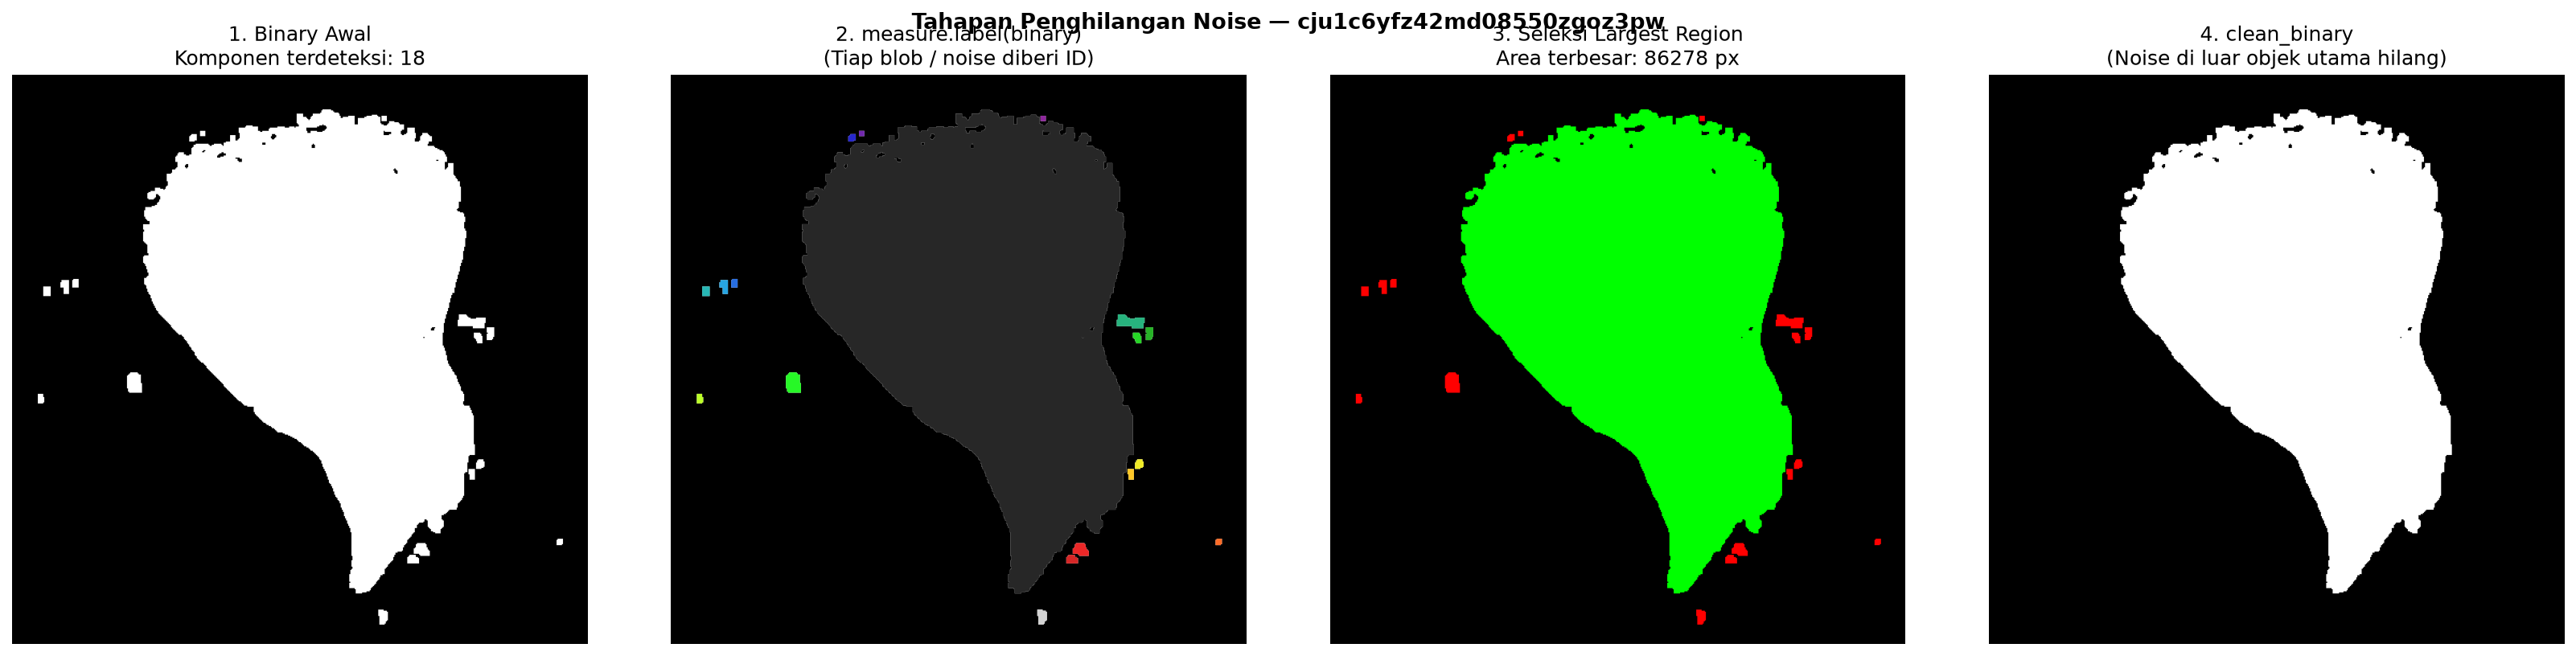 Tahapan Penghilangan Noise — cju1c6yfz42md08550zgoz3pw
1. Binary Awal
Komponen terdeteksi: 18
2. measure.label(binary)
(Tiap blob / noise diberi ID)
3. Seleksi Largest Region
Area terbesar: 86278 px
4. clean_binary
(Noise di luar objek utama hilang)